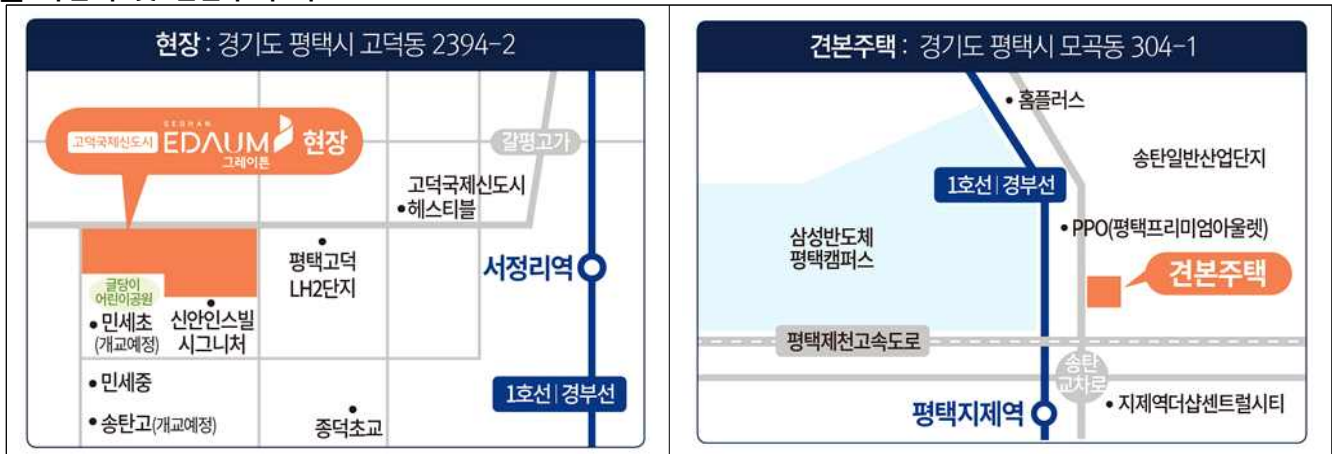 현장 : 경기도 평택시 고덕동 2394-2
SEOHAN
고덕국제신도시 EDAUM 현장
그레이튼
갈평고가
고덕국제신도시
•헤스티블
평택고덕
LH2단지
서정리역
글당이
어린이공원
•민세초
(개교예정)
신안인스빌
시그니처
•민세중
1호선|경부선
•송탄고(개교예정)
종덕초교
견본주택 : 경기도 평택시 모곡동 304-1
•홈플러스
송탄일반산업단지
1호선|경부선
•PPO(평택프리미엄아울렛)
삼성반도체
평택캠퍼스
견본주택
평택제천고속도로
송탄
교차로
평택지제역
•지제역더샵센트럴시티